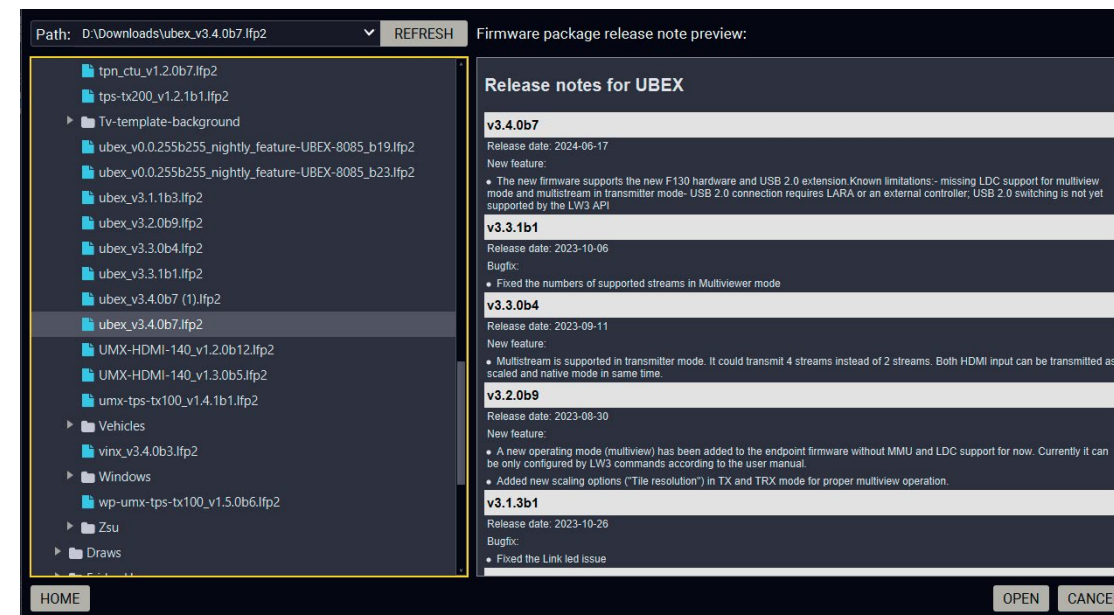 Path: D:\Downloads\ubex_v3.4.0b7.lfp2 REFRESH
Firmware package release note preview:
tpn_ctu_v1.2.0b7.lfp2
tps-tx200_v1.2.1b1.lfp2
Tv-template-background
ubex_v0.0.255b255_nightly_feature-UBEX-8085_b19.lfp2
ubex_v0.0.255b255_nightly_feature-UBEX-8085_b23.lfp2
ubex_v3.1.1b3.lfp2
ubex_v3.2.0b9.lfp2
ubex_v3.3.0b4.lfp2
ubex_v3.3.1b1.lfp2
ubex_v3.4.0b7 (1).lfp2
ubex_v3.4.0b7.lfp2
UMX-HDMI-140_v1.2.0b12.lfp2
UMX-HDMI-140_v1.3.0b5.lfp2
umx-tps-tx100_v1.4.1b1.lfp2
Vehicles
vinx_v3.4.0b3.lfp2
Windows
wp-umx-tps-tx100_v1.5.0b6.lfp2
Zsu
Draws
Release notes for UBEX
v3.4.0b7
Release date: 2024-06-17
New feature:
• The new firmware supports the new F130 hardware and USB 2.0 extension.Known limitations:- missing LDC support for multiview
mode and multistream in transmitter mode- USB 2.0 connection requires LARA or an external controller; USB 2.0 switching is not yet
supported by the LW3 API
v3.3.1b1
Release date: 2023-10-06
Bugfix:
• Fixed the numbers of supported streams in Multiviewer mode
v3.3.0b4
Release date: 2023-09-11
New feature:
• Multistream is supported in transmitter mode. It could transmit 4 streams instead of 2 streams. Both HDMI input can be transmitted as
scaled and native mode in same time.
v3.2.0b9
Release date: 2023-08-30
New feature:
• A new operating mode (multiview) has been added to the endpoint firmware without MMU and LDC support for now. Currently it can
be only configured by LW3 commands according to the user manual.
• Added new scaling options ("Tile resolution") in TX and TRX mode for proper multiview operation.
v3.1.3b1
Release date: 2023-10-26
Bugfix:
• Fixed the Link led issue
HOME
OPEN
CANCE